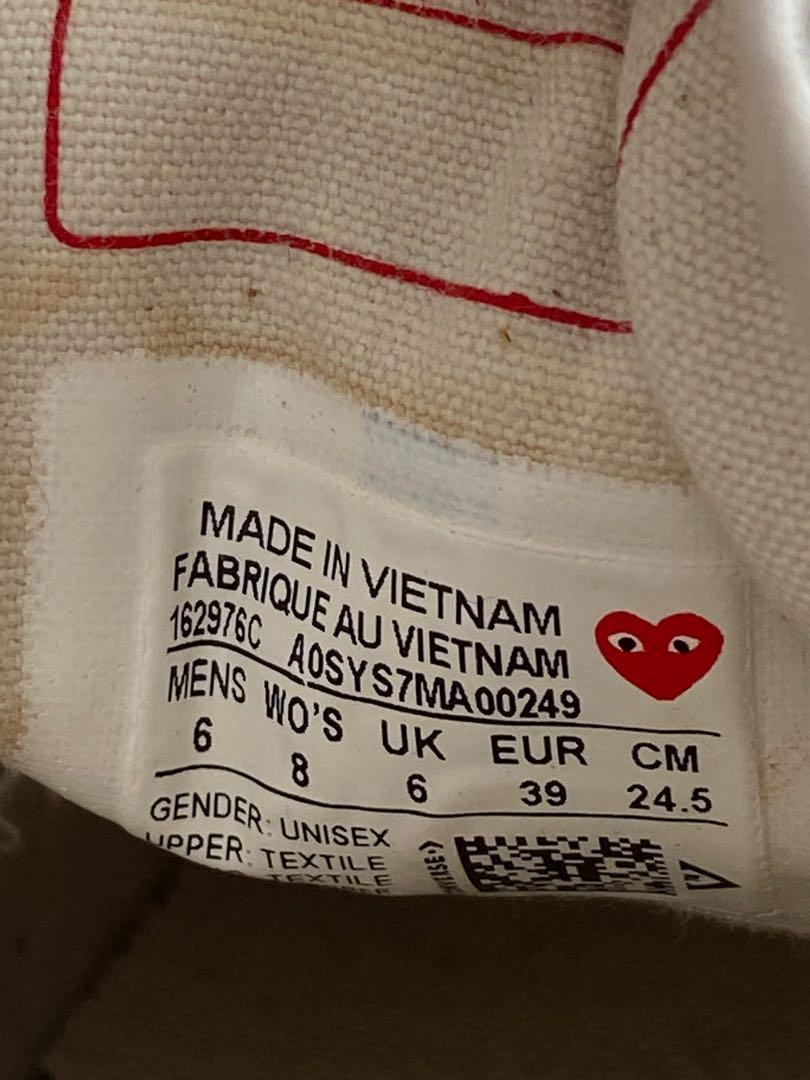 MADE IN VIETNAM
FABRIQUE AU VIETNAM
162976C A0SYS7MA00249
MENS WO'S UK EUR CM
6 8 6 39 24.5
GENDER: UNISEX
UPPER: TEXTILE
TEXTILE